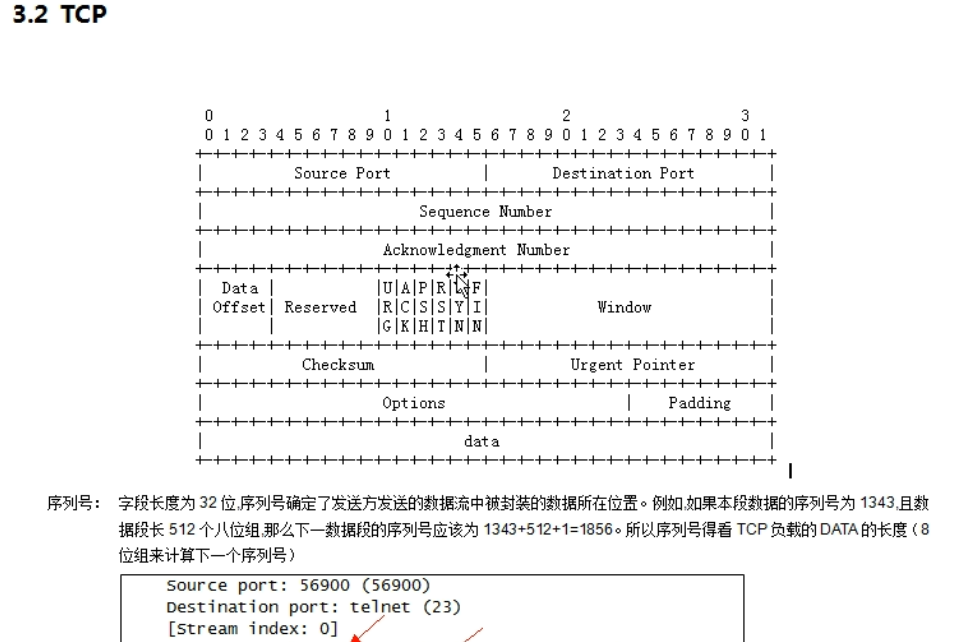 3.2 TCP
0 1 2 3
0 1 2 3 4 5 6 7 8 9 0 1 2 3 4 5 6 7 8 9 0 1 2 3 4 5 6 7 8 9 0 1
Source Port | Destination Port
Sequence Number
Acknowledgment Number
Data | |U|A|P|R| |F|
Offset| Reserved |R|C|S|S|Y|I| Window
| |G|K|H|T|N|N|
Checksum | Urgent Pointer
Options | Padding
data
序列号： 字段长度为 32 位,序列号确定了发送方发送的数据流中被封装的数据所在位置。例如,如果本段数据的序列号为 1343,且数
据段长 512 个八位组,那么下一数据段的序列号应该为 1343+512+1=1856。所以序列号得看 TCP 负载的 DATA 的长度（8
位组来计算下一个序列号）
Source port: 56900 (56900)
Destination port: telnet (23)
[Stream index: 0]